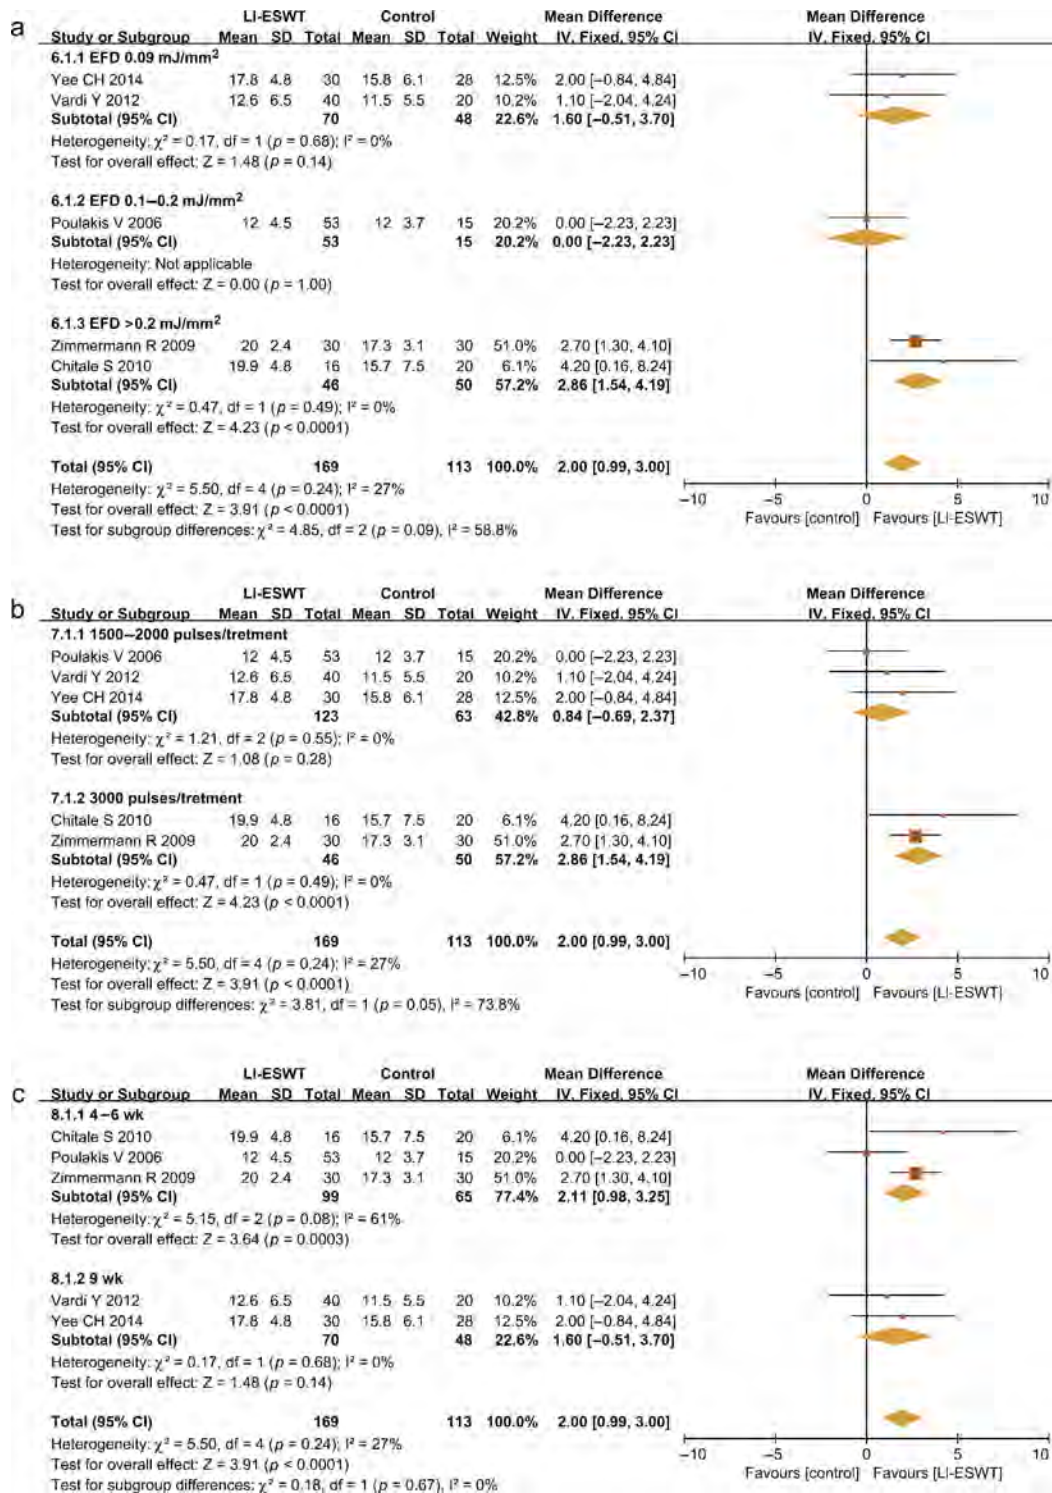 a
LI-ESWT Control Mean Difference Mean Difference
Study or Subgroup Mean SD Total Mean SD Total Weight IV. Fixed, 95% CI IV. Fixed, 95% CI
6.1.1 EFD 0.09 mJ/mm²
Yee CH 2014 17.8 4.8 30 15.8 6.1 28 12.5% 2.00 [−0.84, 4.84]
Vardi Y 2012 12.6 6.5 40 11.5 5.5 20 10.2% 1.10 [−2.04, 4.24]
Subtotal (95% CI) 70 48 22.6% 1.60 [−0.51, 3.70]
Heterogeneity: χ² = 0.17, df = 1 (p = 0.68); I² = 0%
Test for overall effect: Z = 1.48 (p = 0.14)
6.1.2 EFD 0.1–0.2 mJ/mm²
Poulakis V 2006 12 4.5 53 12 3.7 15 20.2% 0.00 [−2.23, 2.23]
Subtotal (95% CI) 53 15 20.2% 0.00 [−2.23, 2.23]
Heterogeneity: Not applicable
Test for overall effect: Z = 0.00 (p = 1.00)
6.1.3 EFD >0.2 mJ/mm²
Zimmermann R 2009 20 2.4 30 17.3 3.1 30 51.0% 2.70 [1.30, 4.10]
Chitale S 2010 19.9 4.8 16 15.7 7.5 20 6.1% 4.20 [0.16, 8.24]
Subtotal (95% CI) 46 50 57.2% 2.86 [1.54, 4.19]
Heterogeneity: χ² = 0.47, df = 1 (p = 0.49); I² = 0%
Test for overall effect: Z = 4.23 (p < 0.0001)
Total (95% CI) 169 113 100.0% 2.00 [0.99, 3.00]
Heterogeneity: χ² = 5.50, df = 4 (p = 0.24); I² = 27%
Test for overall effect: Z = 3.91 (p < 0.0001)
Test for subgroup differences: χ² = 4.85, df = 2 (p = 0.09), I² = 58.8%
−10 −5 0 5 10
Favours [control] Favours [LI-ESWT]
b
LI-ESWT Control Mean Difference Mean Difference
Study or Subgroup Mean SD Total Mean SD Total Weight IV. Fixed, 95% CI IV. Fixed, 95% CI
7.1.1 1500–2000 pulses/tretment
Poulakis V 2006 12 4.5 53 12 3.7 15 20.2% 0.00 [−2.23, 2.23]
Vardi Y 2012 12.6 6.5 40 11.5 5.5 20 10.2% 1.10 [−2.04, 4.24]
Yee CH 2014 17.8 4.8 30 15.8 6.1 28 12.5% 2.00 [−0.84, 4.84]
Subtotal (95% CI) 123 63 42.8% 0.84 [−0.69, 2.37]
Heterogeneity: χ² = 1.21, df = 2 (p = 0.55); I² = 0%
Test for overall effect: Z = 1.08 (p = 0.28)
7.1.2 3000 pulses/tretment
Chitale S 2010 19.9 4.8 16 15.7 7.5 20 6.1% 4.20 [0.16, 8.24]
Zimmermann R 2009 20 2.4 30 17.3 3.1 30 51.0% 2.70 [1.30, 4.10]
Subtotal (95% CI) 46 50 57.2% 2.86 [1.54, 4.19]
Heterogeneity: χ² = 0.47, df = 1 (p = 0.49); I² = 0%
Test for overall effect: Z = 4.23 (p < 0.0001)
Total (95% CI) 169 113 100.0% 2.00 [0.99, 3.00]
Heterogeneity: χ² = 5.50, df = 4 (p = 0.24); I² = 27%
Test for overall effect: Z = 3.91 (p < 0.0001)
Test for subgroup differences: χ² = 3.81, df = 1 (p = 0.05), I² = 73.8%
−10 −5 0 5 10
Favours [control] Favours [LI-ESWT]
c
LI-ESWT Control Mean Difference Mean Difference
Study or Subgroup Mean SD Total Mean SD Total Weight IV. Fixed, 95% CI IV. Fixed, 95% CI
8.1.1 4–6 wk
Chitale S 2010 19.9 4.8 16 15.7 7.5 20 6.1% 4.20 [0.16, 8.24]
Poulakis V 2006 12 4.5 53 12 3.7 15 20.2% 0.00 [−2.23, 2.23]
Zimmermann R 2009 20 2.4 30 17.3 3.1 30 51.0% 2.70 [1.30, 4.10]
Subtotal (95% CI) 99 65 77.4% 2.11 [0.98, 3.25]
Heterogeneity: χ² = 5.15, df = 2 (p = 0.08); I² = 61%
Test for overall effect: Z = 3.64 (p = 0.0003)
8.1.2 9 wk
Vardi Y 2012 12.6 6.5 40 11.5 5.5 20 10.2% 1.10 [−2.04, 4.24]
Yee CH 2014 17.8 4.8 30 15.8 6.1 28 12.5% 2.00 [−0.84, 4.84]
Subtotal (95% CI) 70 48 22.6% 1.60 [−0.51, 3.70]
Heterogeneity: χ² = 0.17, df = 1 (p = 0.68); I² = 0%
Test for overall effect: Z = 1.48 (p = 0.14)
Total (95% CI) 169 113 100.0% 2.00 [0.99, 3.00]
Heterogeneity: χ² = 5.50, df = 4 (p = 0.24); I² = 27%
Test for overall effect: Z = 3.91 (p < 0.0001)
Test for subgroup differences: χ² = 0.18, df = 1 (p = 0.67), I² = 0%
−10 −5 0 5 10
Favours [control] Favours [LI-ESWT]